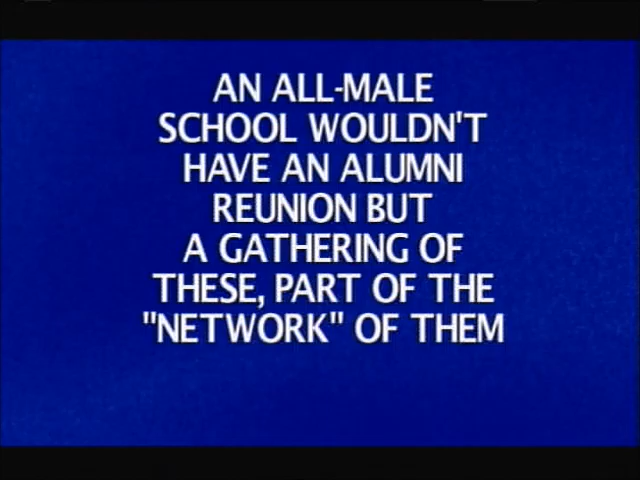 AN ALL-MALE
SCHOOL WOULDN'T
HAVE AN ALUMNI
REUNION BUT
A GATHERING OF
THESE, PART OF THE
"NETWORK" OF THEM